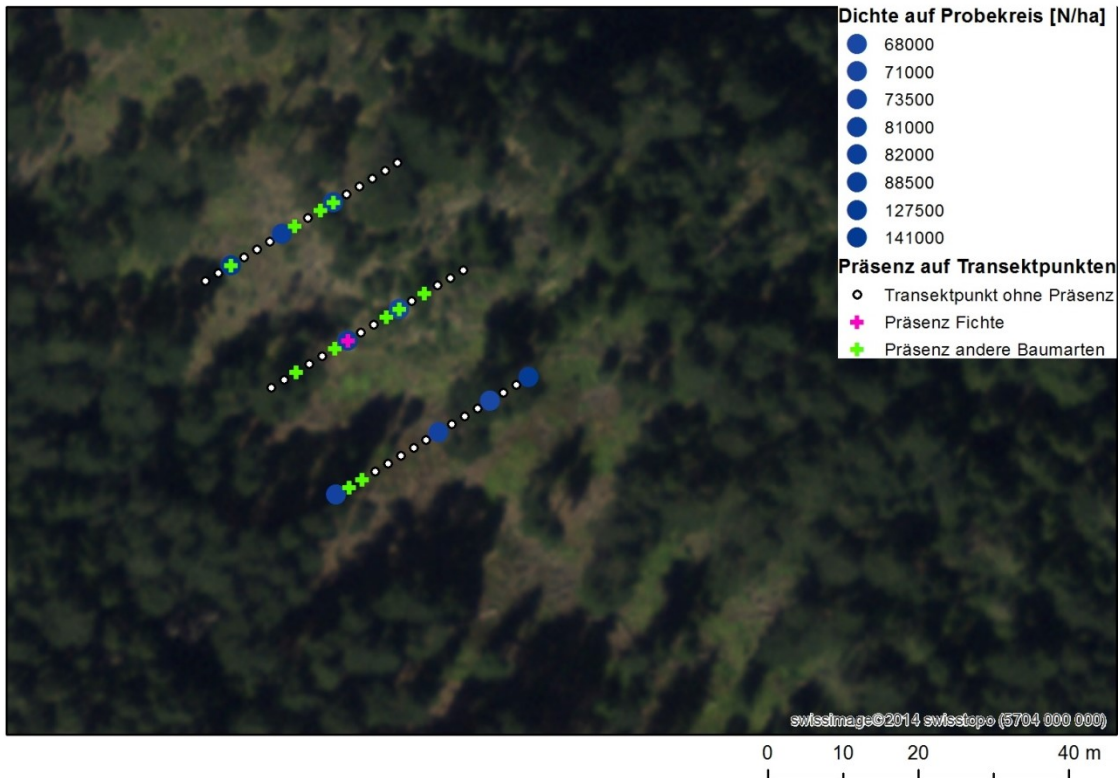 Dichte auf Probekreis [N/ha]
68000
71000
73500
81000
82000
88500
127500
141000
Präsenz auf Transektpunkten
Transektpunkt ohne Präsenz
Präsenz Fichte
Präsenz andere Baumarten
swissimage©2014 swisstopo (5704 000 000)
0 10 20 40 m